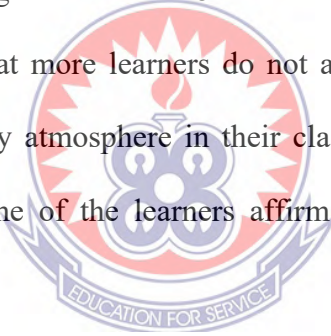 at more learners do not a
y atmosphere in their cla
ne of the learners affirm
EDUCATION FOR SERVICE